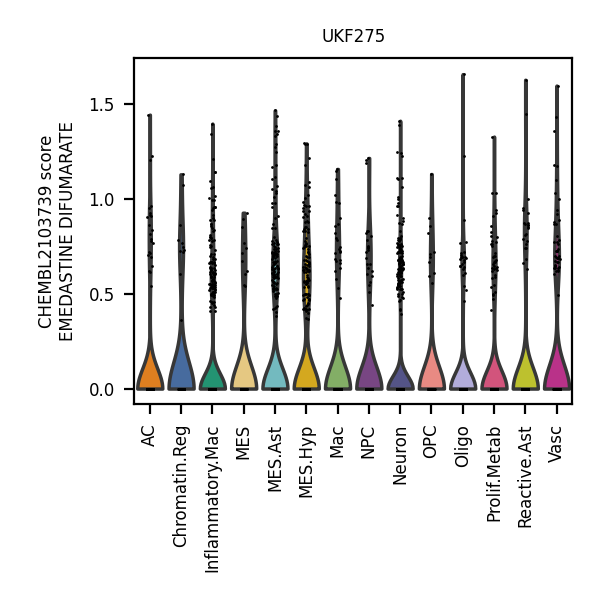 UKF275
CHEMBL2103739 score
EMEDASTINE DIFUMARATE
1.5
1.0
0.5
0.0
AC
Chromatin.Reg
Inflammatory.Mac
MES
MES.Ast
MES.Hyp
Mac
NPC
Neuron
OPC
Oligo
Prolif.Metab
Reactive.Ast
Vasc